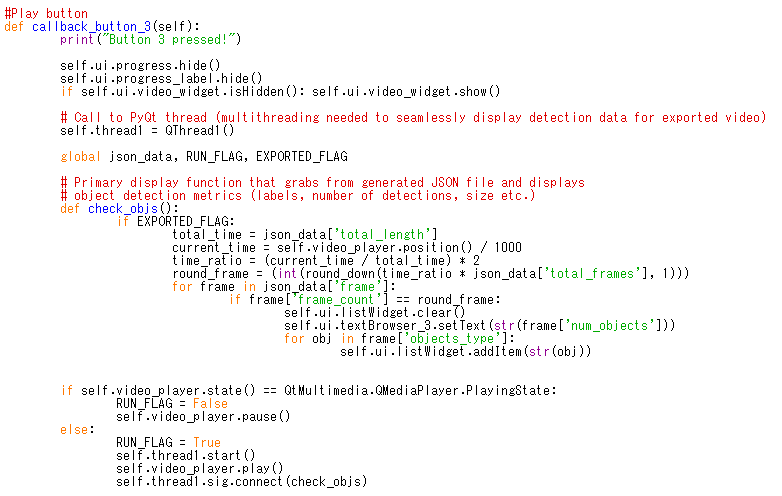 #Play button
def callback_button_3(self):
        print("Button 3 pressed!")

        self.ui.progress.hide()
        self.ui.progress_label.hide()
        if self.ui.video_widget.isHidden(): self.ui.video_widget.show()

        # Call to PyQt thread (multithreading needed to seamlessly display detection data for exported video)
        self.thread1 = QThread1()

        global json_data, RUN_FLAG, EXPORTED_FLAG

        # Primary display function that grabs from generated JSON file and displays
        # object detection metrics (labels, number of detections, size etc.)
        def check_objs():
                if EXPORTED_FLAG:
                        total_time = json_data['total_length']
                        current_time = self.video_player.position() / 1000
                        time_ratio = (current_time / total_time) * 2
                        round_frame = (int(round_down(time_ratio * json_data['total_frames'], 1)))
                        for frame in json_data['frame']:
                                if frame['frame_count'] == round_frame:
                                        self.ui.listWidget.clear()
                                        self.ui.textBrowser_3.setText(str(frame['num_objects']))
                                        for obj in frame['objects_type']:
                                                self.ui.listWidget.addItem(str(obj))


        if self.video_player.state() == QtMultimedia.QMediaPlayer.PlayingState:
                RUN_FLAG = False
                self.video_player.pause()
        else:
                RUN_FLAG = True
                self.thread1.start()
                self.video_player.play()
                self.thread1.sig.connect(check_objs)